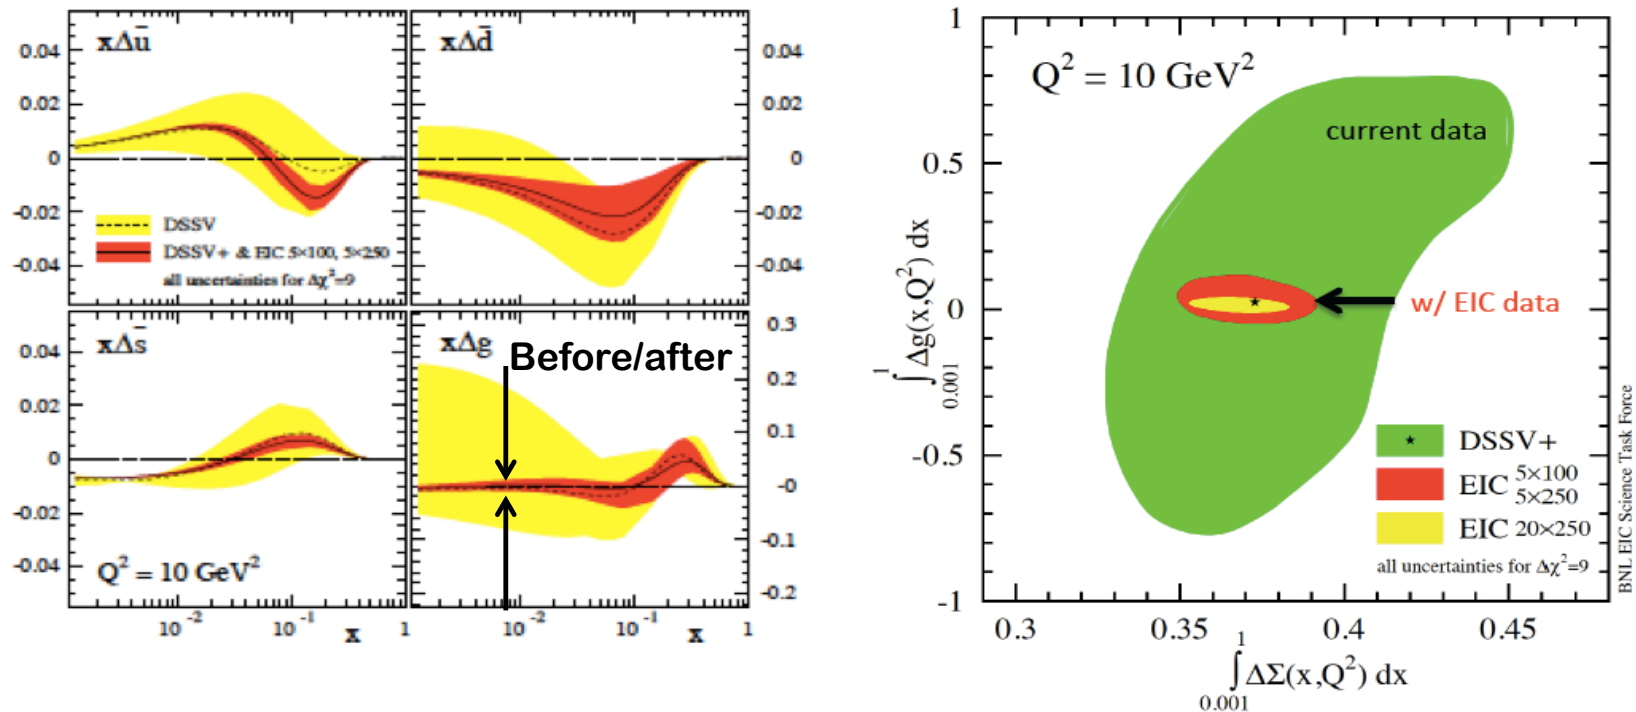 xΔū
xΔd̄
0.04
0.02
0
-0.02
-0.04
0.04
0.02
0
-0.02
-0.04
DSSV
DSSV+ & EIC 5×100, 5×250
all uncertainties for Δχ²=9
xΔs̄
xΔg
Before/after
0.04
0.02
0
-0.02
-0.04
0.3
0.2
0.1
-0
-0.1
-0.2
Q² = 10 GeV²
10⁻² 10⁻¹ x 1
10⁻² 10⁻¹ x 1
1
0.5
0
-0.5
-1
Q² = 10 GeV²
current data
w/ EIC data
∫₀.₀₀₁¹ Δg(x,Q²) dx
DSSV+
EIC 5×100
5×250
EIC 20×250
all uncertainties for Δχ²=9
BNL EIC Science Task Force
0.3 0.35 0.4 0.45
∫₀.₀₀₁¹ ΔΣ(x,Q²) dx